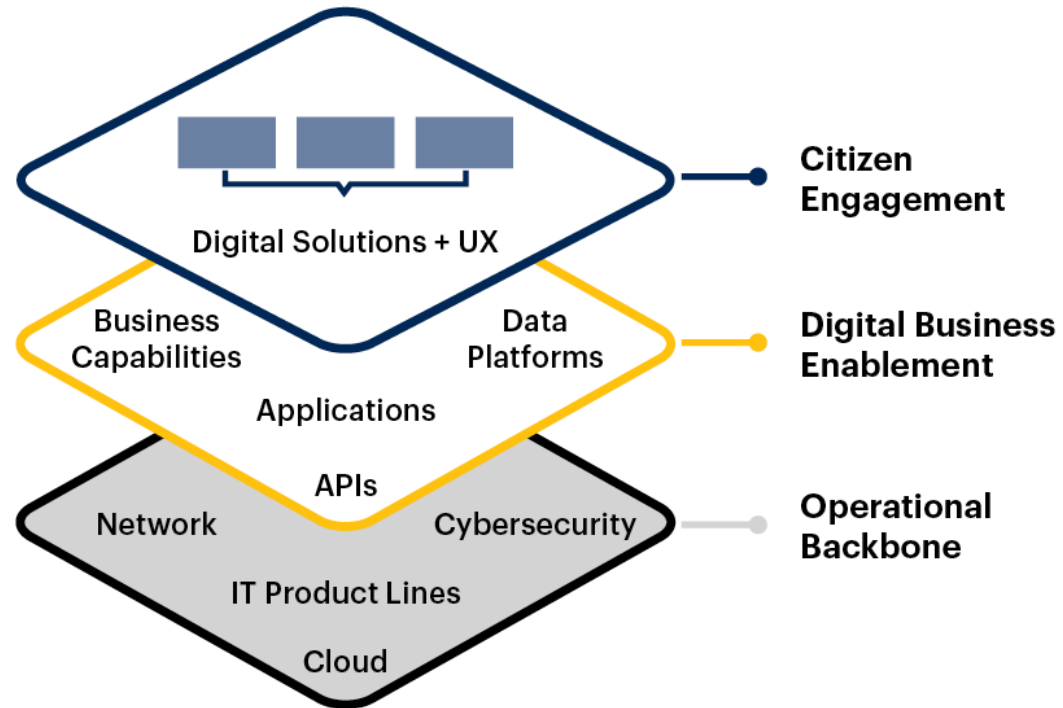 Citizen
Engagement
Digital Solutions + UX
Business
Capabilities
Data
Platforms
Digital Business
Enablement
Applications
APIs
Network
Cybersecurity
Operational
Backbone
IT Product Lines
Cloud